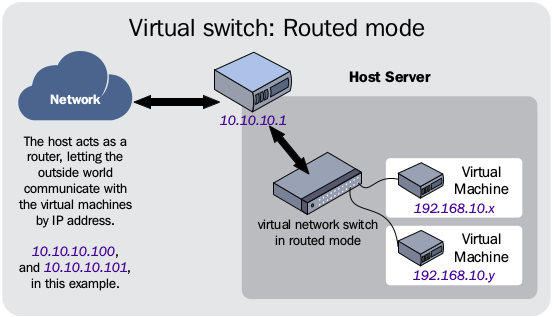 Virtual switch: Routed mode
Network
10.10.10.1
Host Server
The host acts as a
router, letting the
outside world
communicate with
the virtual machines
by IP address.
10.10.10.100,
and 10.10.10.101,
in this example.
virtual network switch
in routed mode
Virtual
Machine
192.168.10.x
Virtual
Machine
192.168.10.y